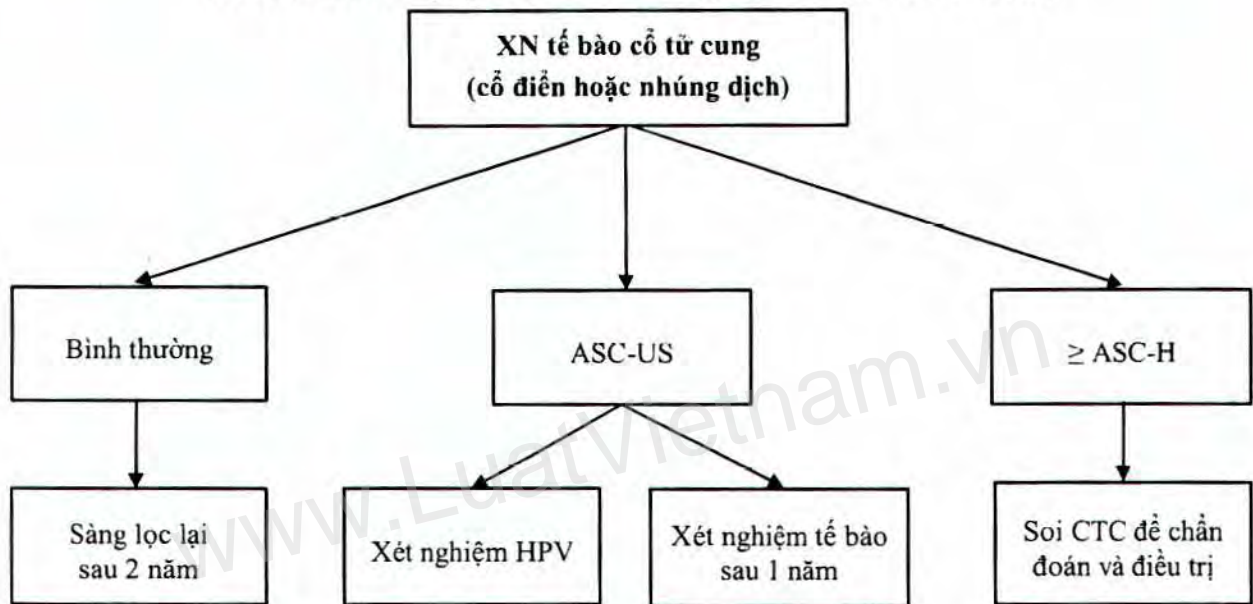 XN tế bào cổ tử cung
(cổ điển hoặc nhúng dịch)
Bình thường
ASC-US
≥ ASC-H
Sàng lọc lại
sau 2 năm
Xét nghiệm HPV
Xét nghiệm tế bào
sau 1 năm
Soi CTC để chẩn
đoán và điều trị
www.LuatVietnam.vn